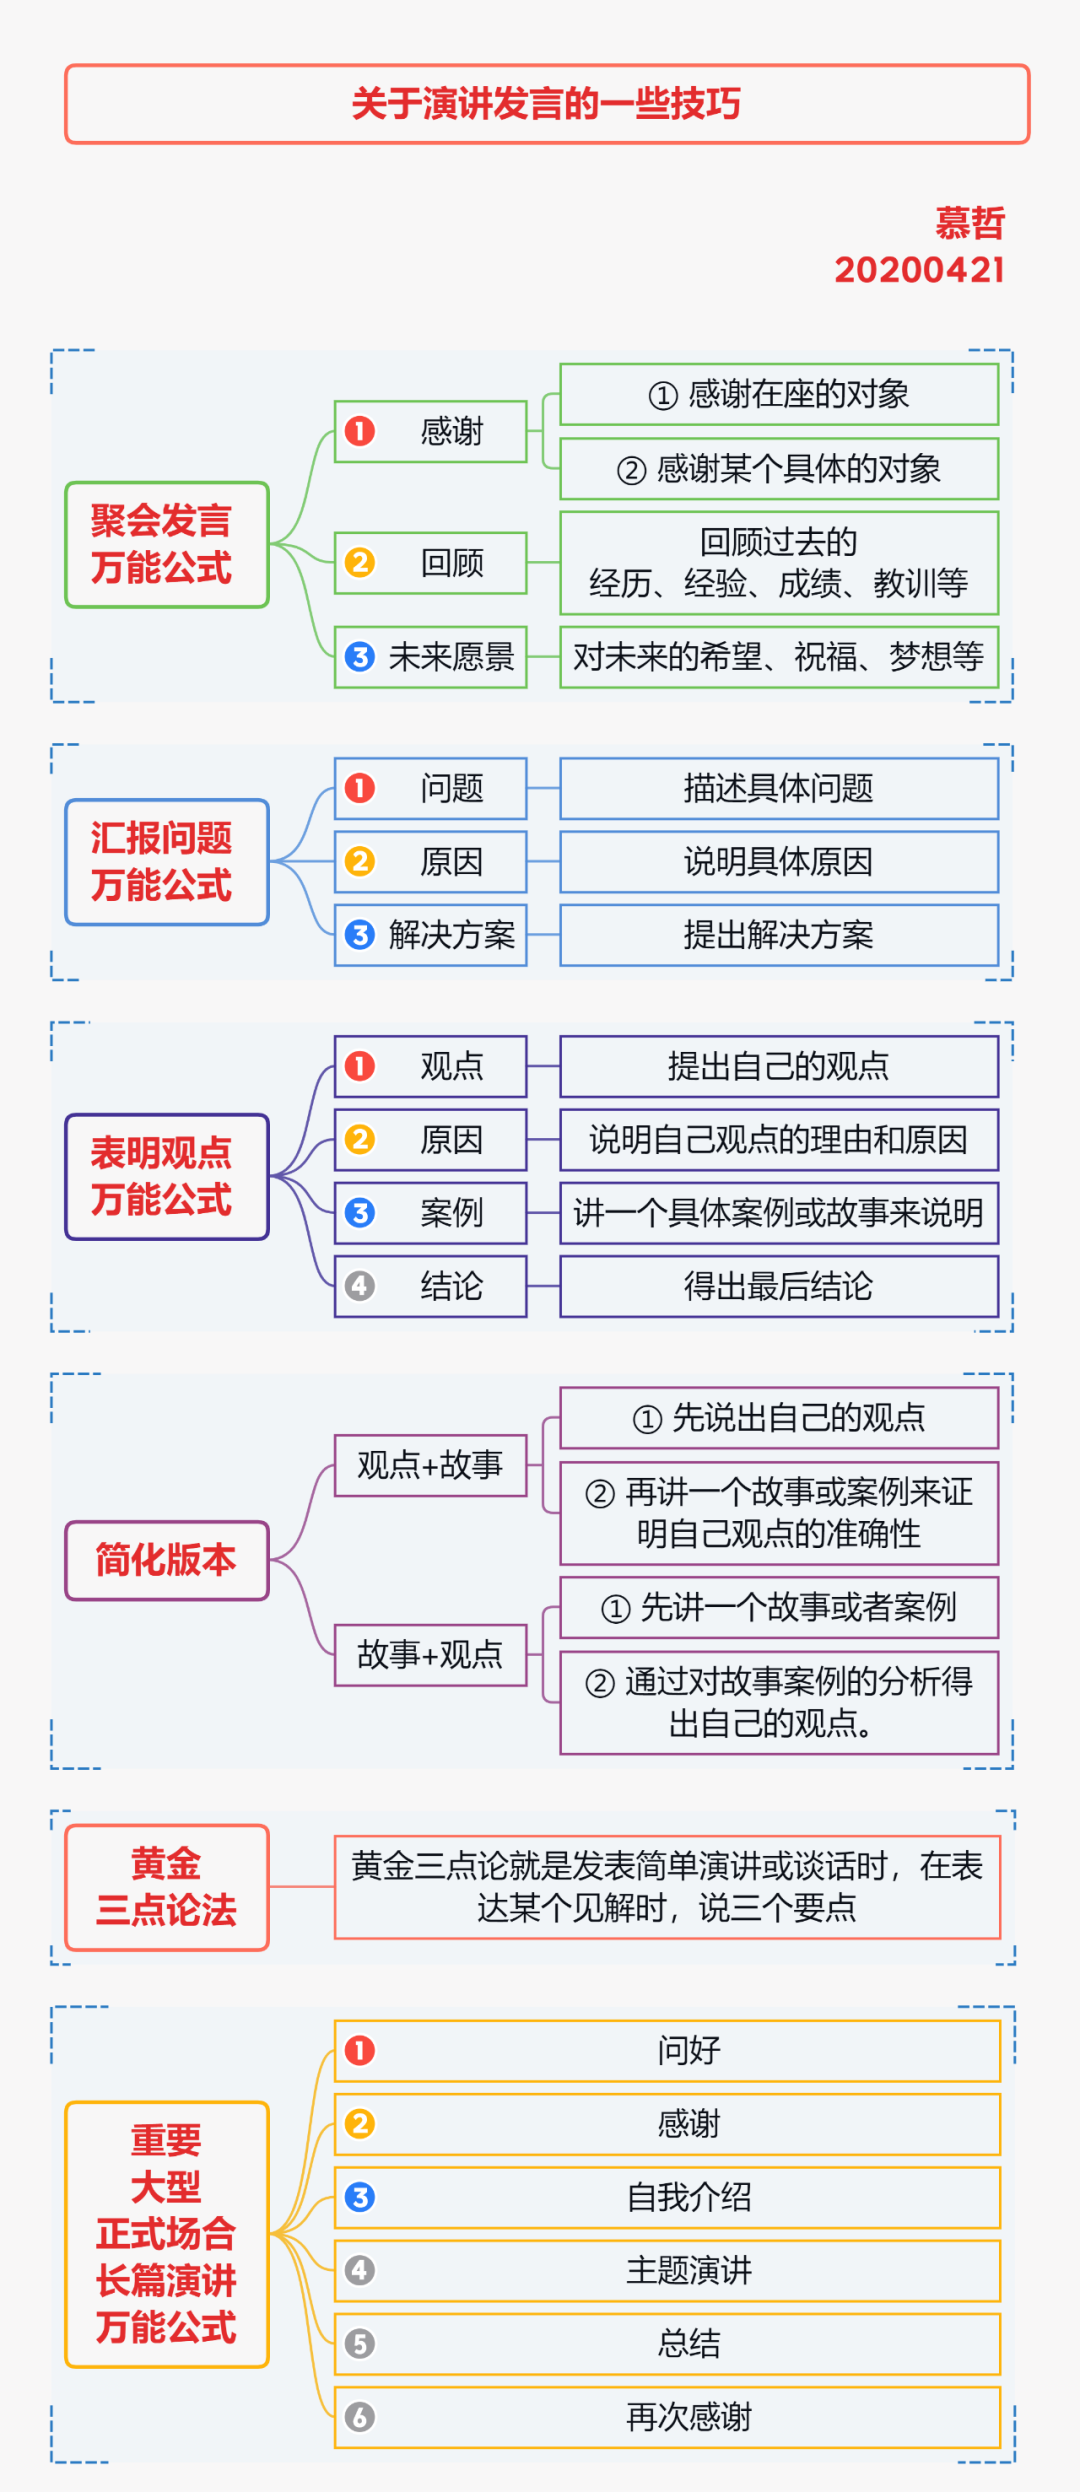 关于演讲发言的一些技巧
慕哲
20200421
聚会发言
万能公式
1 感谢
① 感谢在座的对象
② 感谢某个具体的对象
2 回顾
回顾过去的
经历、经验、成绩、教训等
3 未来愿景
对未来的希望、祝福、梦想等
汇报问题
万能公式
1 问题
描述具体问题
2 原因
说明具体原因
3 解决方案
提出解决方案
表明观点
万能公式
1 观点
提出自己的观点
2 原因
说明自己观点的理由和原因
3 案例
讲一个具体案例或故事来说明
4 结论
得出最后结论
简化版本
观点+故事
① 先说出自己的观点
② 再讲一个故事或案例来证
明自己观点的准确性
故事+观点
① 先讲一个故事或者案例
② 通过对故事案例的分析得
出自己的观点。
黄金
三点论法
黄金三点论就是发表简单演讲或谈话时，在表
达某个见解时，说三个要点
重要
大型
正式场合
长篇演讲
万能公式
1 问好
2 感谢
3 自我介绍
4 主题演讲
5 总结
6 再次感谢